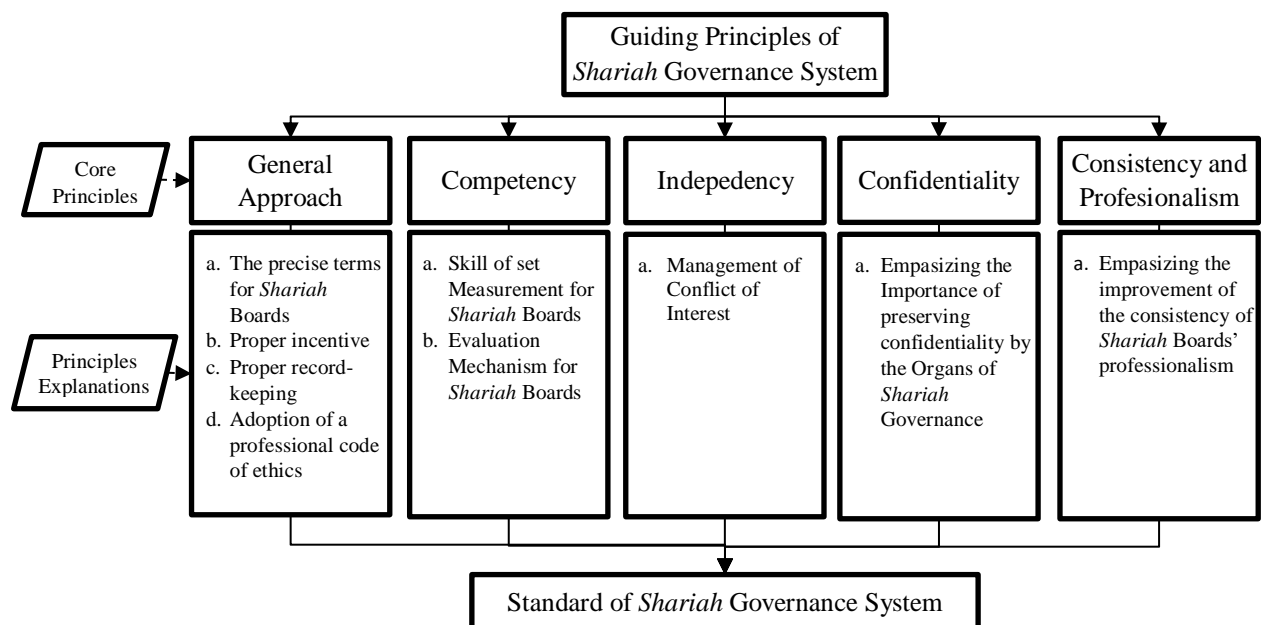 Guiding Principles of
Shariah Governance System
Core
Principles
General
Approach
Competency
Indepedency
Confidentiality
Consistency and
Profesionalism
Principles
Explanations
a. The precise terms
for Shariah
Boards
b. Proper incentive
c. Proper record-
keeping
d. Adoption of a
professional code
of ethics
a. Skill of set
Measurement for
Shariah Boards
b. Evaluation
Mechanism for
Shariah Boards
a. Management of
Conflict of
Interest
a. Empasizing the
Importance of
preserving
confidentiality by
the Organs of
Shariah
Governance
a. Empasizing the
improvement of
the consistency of
Shariah Boards’
professionalism
Standard of Shariah Governance System